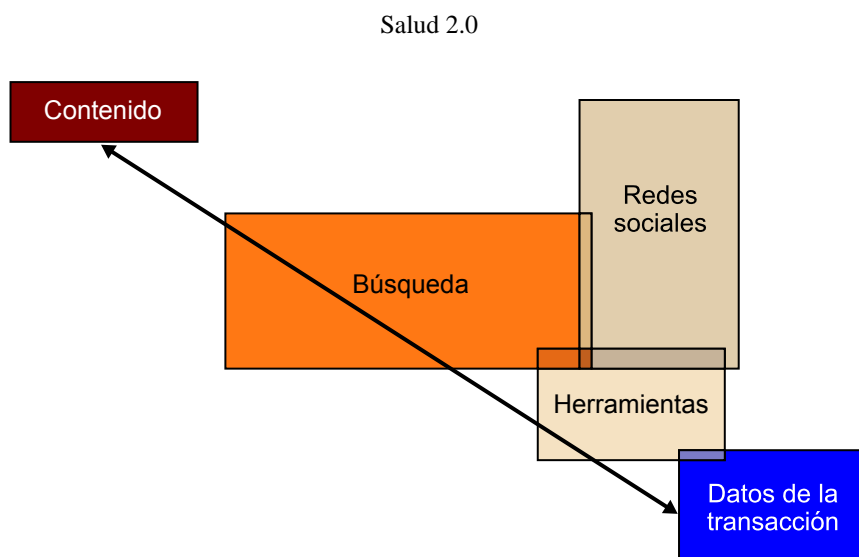 Salud 2.0
Contenido
Redes
sociales
Búsqueda
Herramientas
Datos de la
transacción